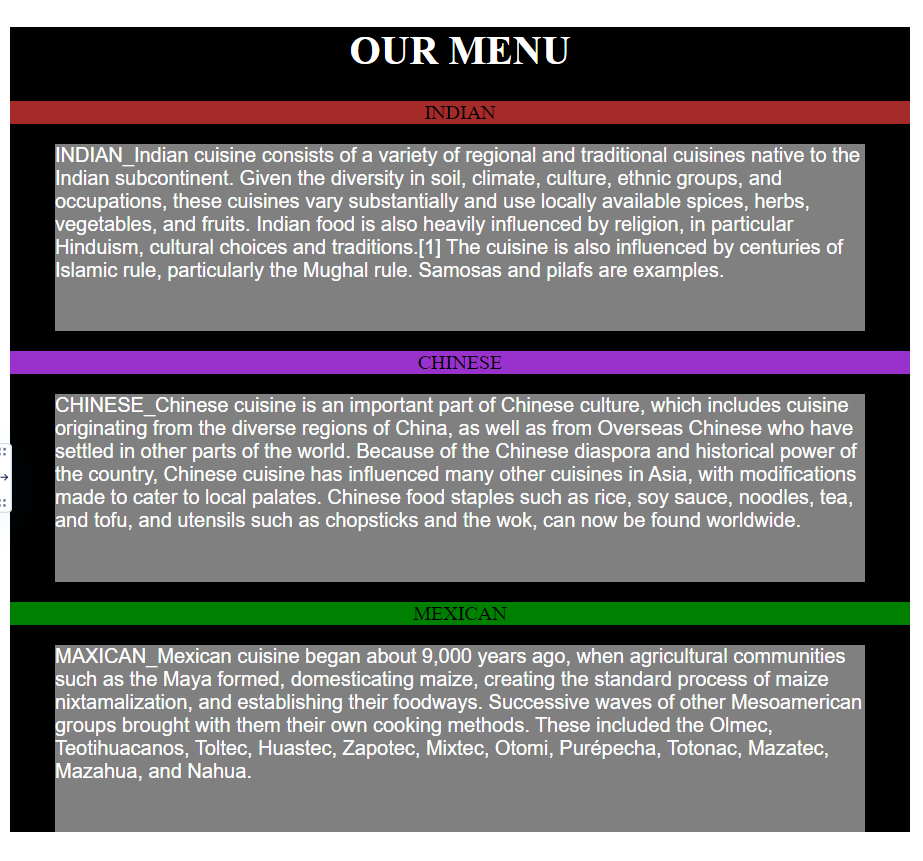 OUR MENU
INDIAN
INDIAN_Indian cuisine consists of a variety of regional and traditional cuisines native to the
Indian subcontinent. Given the diversity in soil, climate, culture, ethnic groups, and
occupations, these cuisines vary substantially and use locally available spices, herbs,
vegetables, and fruits. Indian food is also heavily influenced by religion, in particular
Hinduism, cultural choices and traditions.[1] The cuisine is also influenced by centuries of
Islamic rule, particularly the Mughal rule. Samosas and pilafs are examples.
CHINESE
CHINESE_Chinese cuisine is an important part of Chinese culture, which includes cuisine
originating from the diverse regions of China, as well as from Overseas Chinese who have
settled in other parts of the world. Because of the Chinese diaspora and historical power of
the country, Chinese cuisine has influenced many other cuisines in Asia, with modifications
made to cater to local palates. Chinese food staples such as rice, soy sauce, noodles, tea,
and tofu, and utensils such as chopsticks and the wok, can now be found worldwide.
MEXICAN
MAXICAN_Mexican cuisine began about 9,000 years ago, when agricultural communities
such as the Maya formed, domesticating maize, creating the standard process of maize
nixtamalization, and establishing their foodways. Successive waves of other Mesoamerican
groups brought with them their own cooking methods. These included the Olmec,
Teotihuacanos, Toltec, Huastec, Zapotec, Mixtec, Otomi, Purépecha, Totonac, Mazatec,
Mazahua, and Nahua.